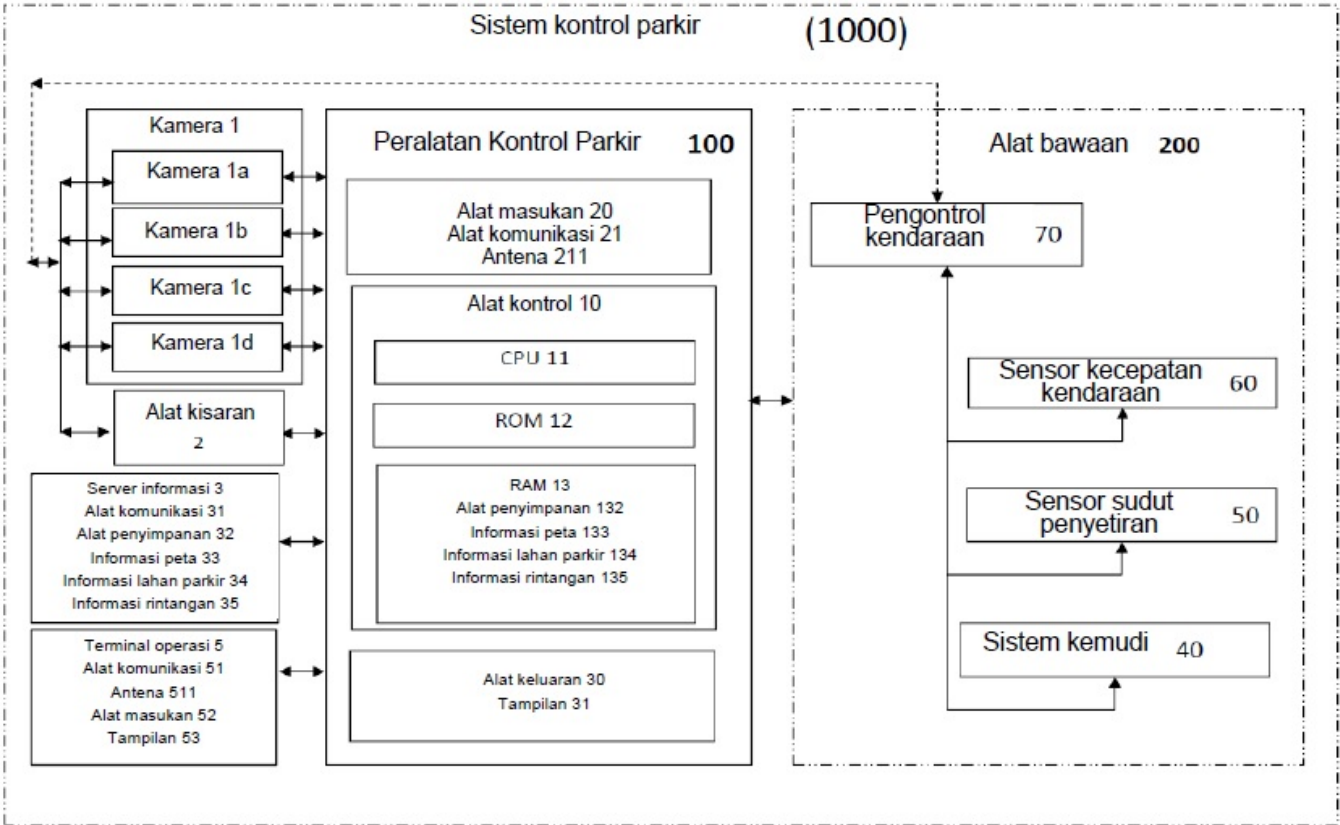 Sistem kontrol parkir (1000)
Kamera 1
Kamera 1a
Kamera 1b
Kamera 1c
Kamera 1d
Alat kisaran
2
Server informasi 3
Alat komunikasi 31
Alat penyimpanan 32
Informasi peta 33
Informasi lahan parkir 34
Informasi rintangan 35
Terminal operasi 5
Alat komunikasi 51
Antena 511
Alat masukan 52
Tampilan 53
Peralatan Kontrol Parkir 100
Alat masukan 20
Alat komunikasi 21
Antena 211
Alat kontrol 10
CPU 11
ROM 12
RAM 13
Alat penyimpanan 132
Informasi peta 133
Informasi lahan parkir 134
Informasi rintangan 135
Alat keluaran 30
Tampilan 31
Alat bawaan 200
Pengontrol
kendaraan 70
Sensor kecepatan
kendaraan 60
Sensor sudut
penyetiran 50
Sistem kemudi 40